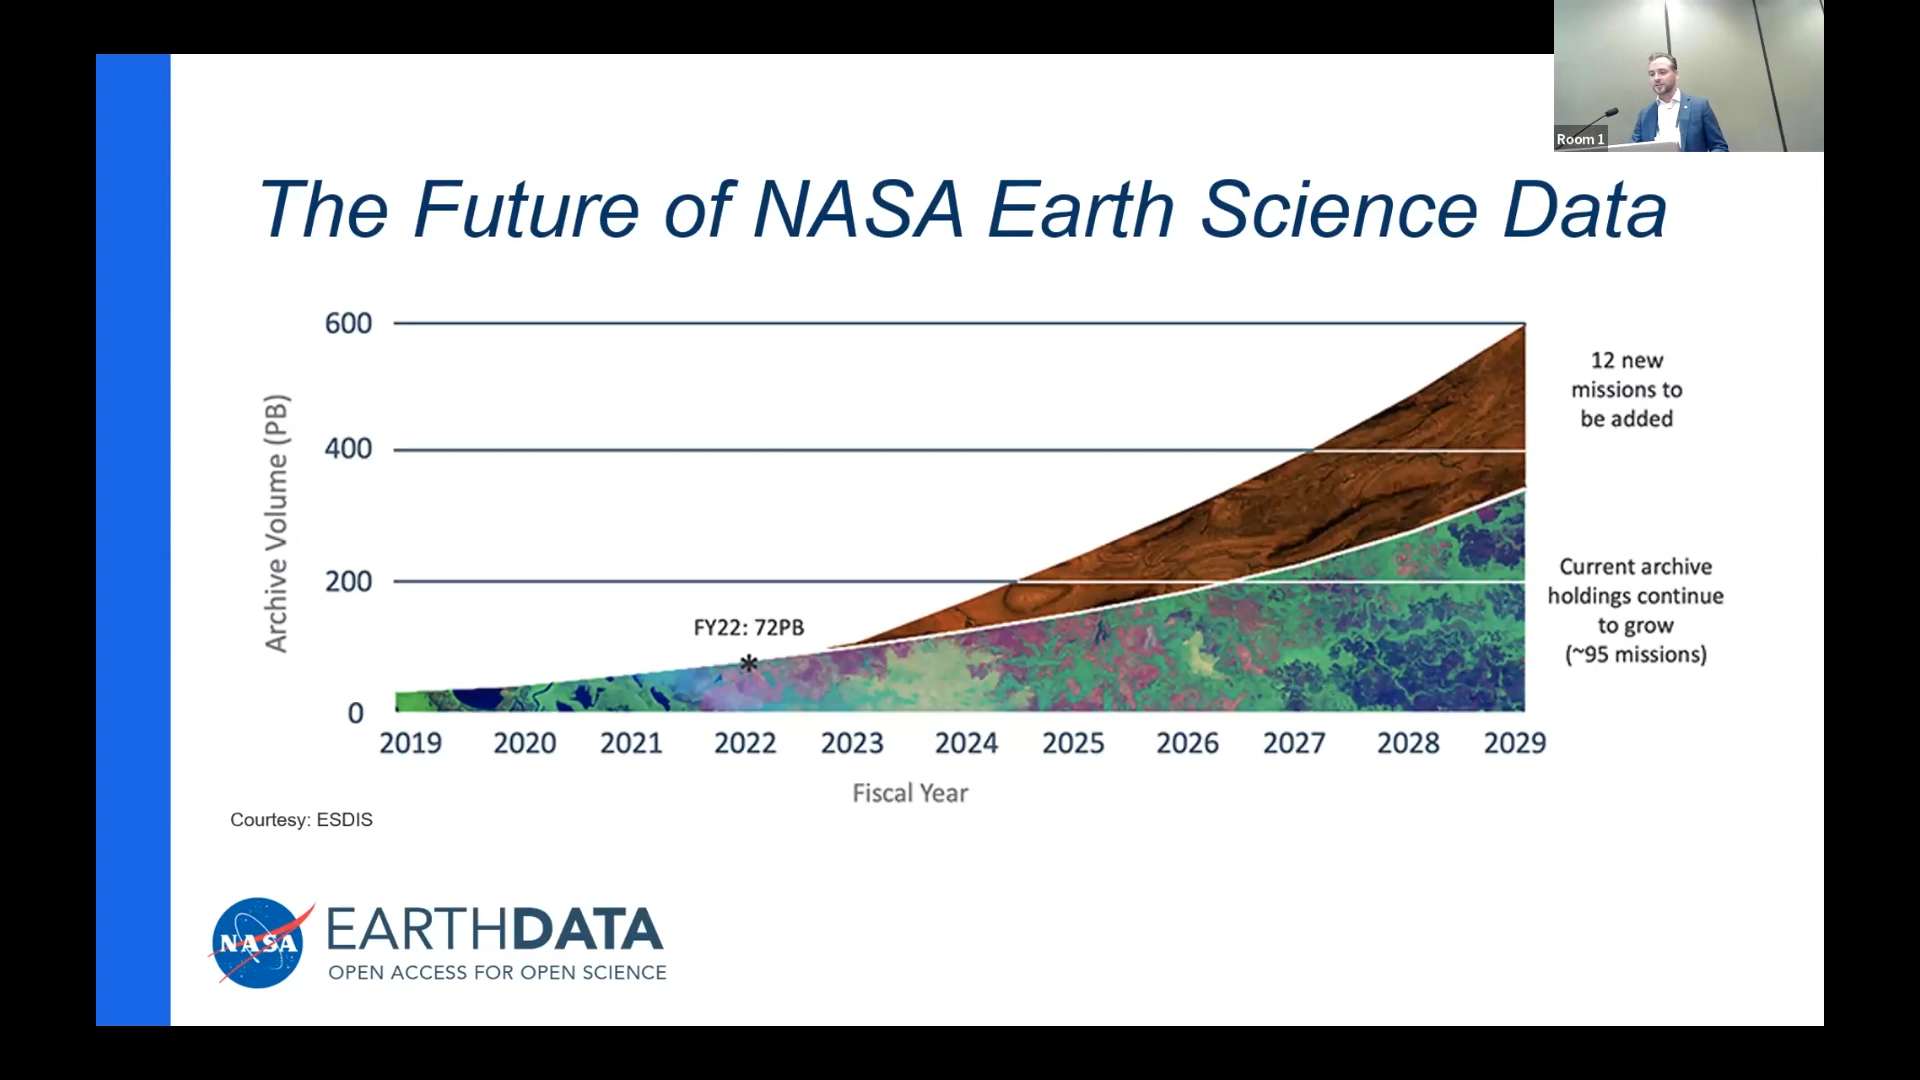 Room 1
The Future of NASA Earth Science Data
600
400
200
0
Archive Volume (PB)
FY22: 72PB
*
12 new
missions to
be added
Current archive
holdings continue
to grow
(~95 missions)
2019 2020 2021 2022 2023 2024 2025 2026 2027 2028 2029
Fiscal Year
Courtesy: ESDIS
NASA
EARTHDATA
OPEN ACCESS FOR OPEN SCIENCE